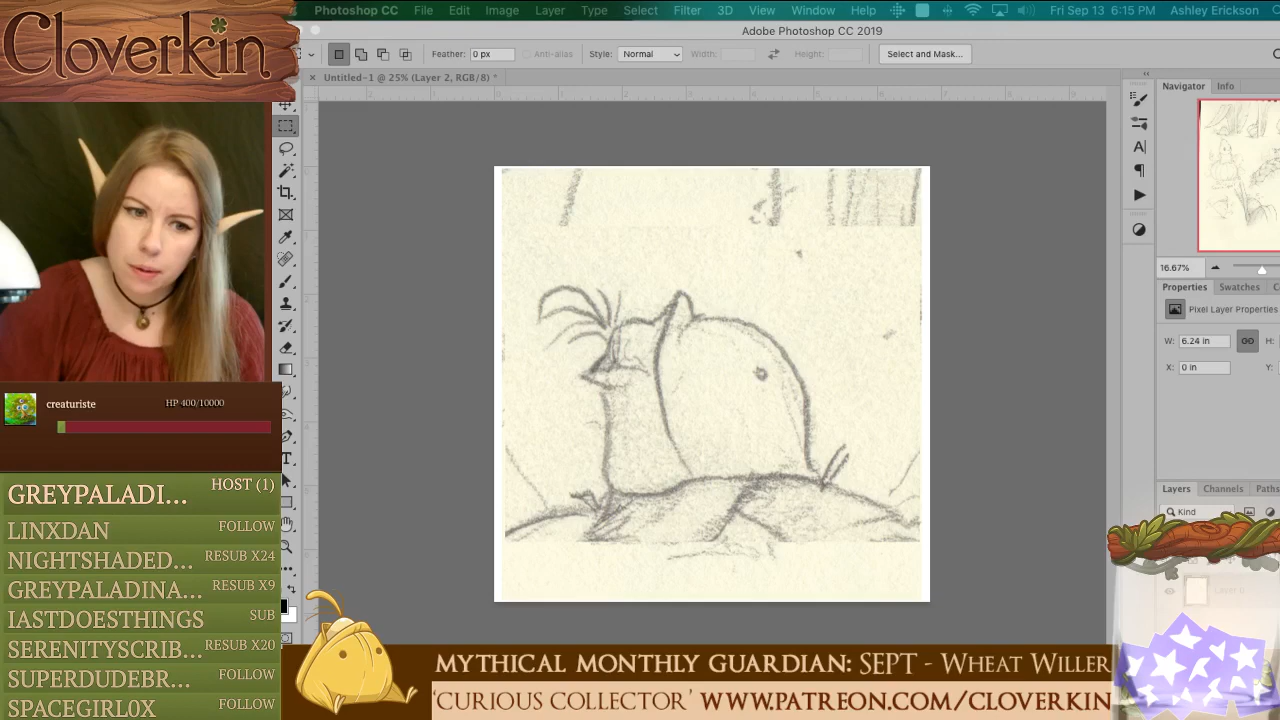 Cloverkin
Photoshop CC File Edit Image Layer Type Select Filter 3D View Window Help Fri Sep 13 6:15 PM Ashley Erickson
Adobe Photoshop CC 2019
Feather: 0 px Anti-alias Style: Normal Width: Height: Select and Mask...
Untitled-1 @ 25% (Layer 2, RGB/8) *
Navigator Info
16.67%
Properties Swatches
Pixel Layer Properties
W: 6.24 in H:
X: 0 in Y:
Layers Channels Paths
Kind
creaturiste HP 400/10000
GREYPALADI... HOST (1)
LINXDAN FOLLOW
NIGHTSHADED... RESUB X24
GREYPALADINA... RESUB X9
IASTDOESTHINGS SUB
SERENITYSCRIB... RESUB X20
SUPERDUDEBR... FOLLOW
SPACEGIRL0X FOLLOW
MYTHICAL MONTHLY GUARDIAN: SEPT - WHEAT WILLER
'CURIOUS COLLECTOR' WWW.PATREON.COM/CLOVERKIN